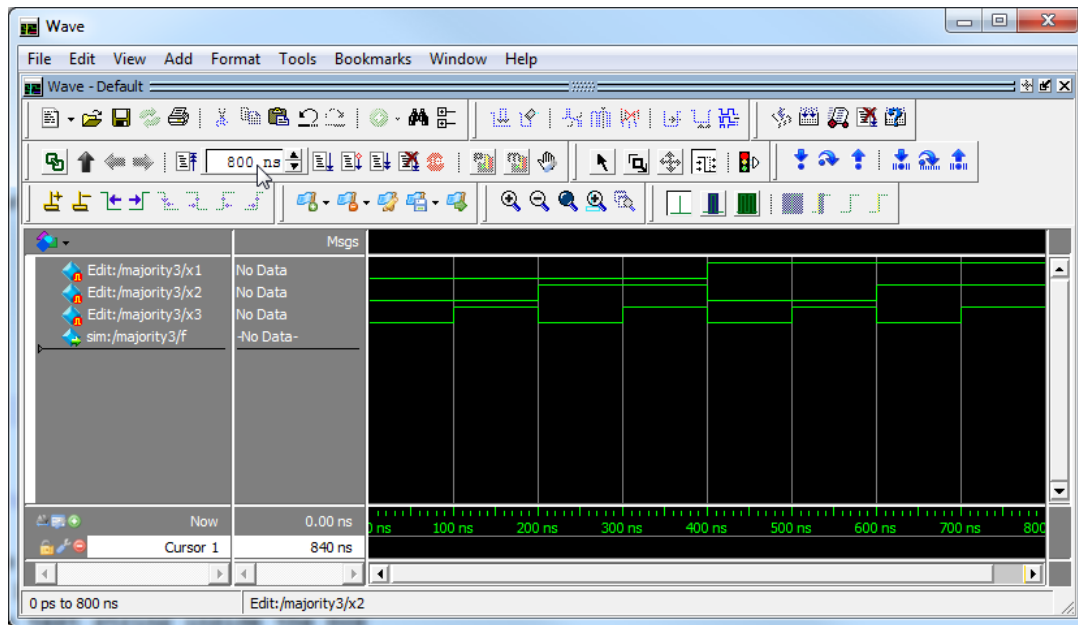 Wave
File Edit View Add Format Tools Bookmarks Window Help
Wave - Default
800 ns
Msgs
Edit:/majority3/x1 No Data
Edit:/majority3/x2 No Data
Edit:/majority3/x3 No Data
sim:/majority3/f -No Data-
Now 0.00 ns
Cursor 1 840 ns
ns 100 ns 200 ns 300 ns 400 ns 500 ns 600 ns 700 ns 800
0 ps to 800 ns Edit:/majority3/x2